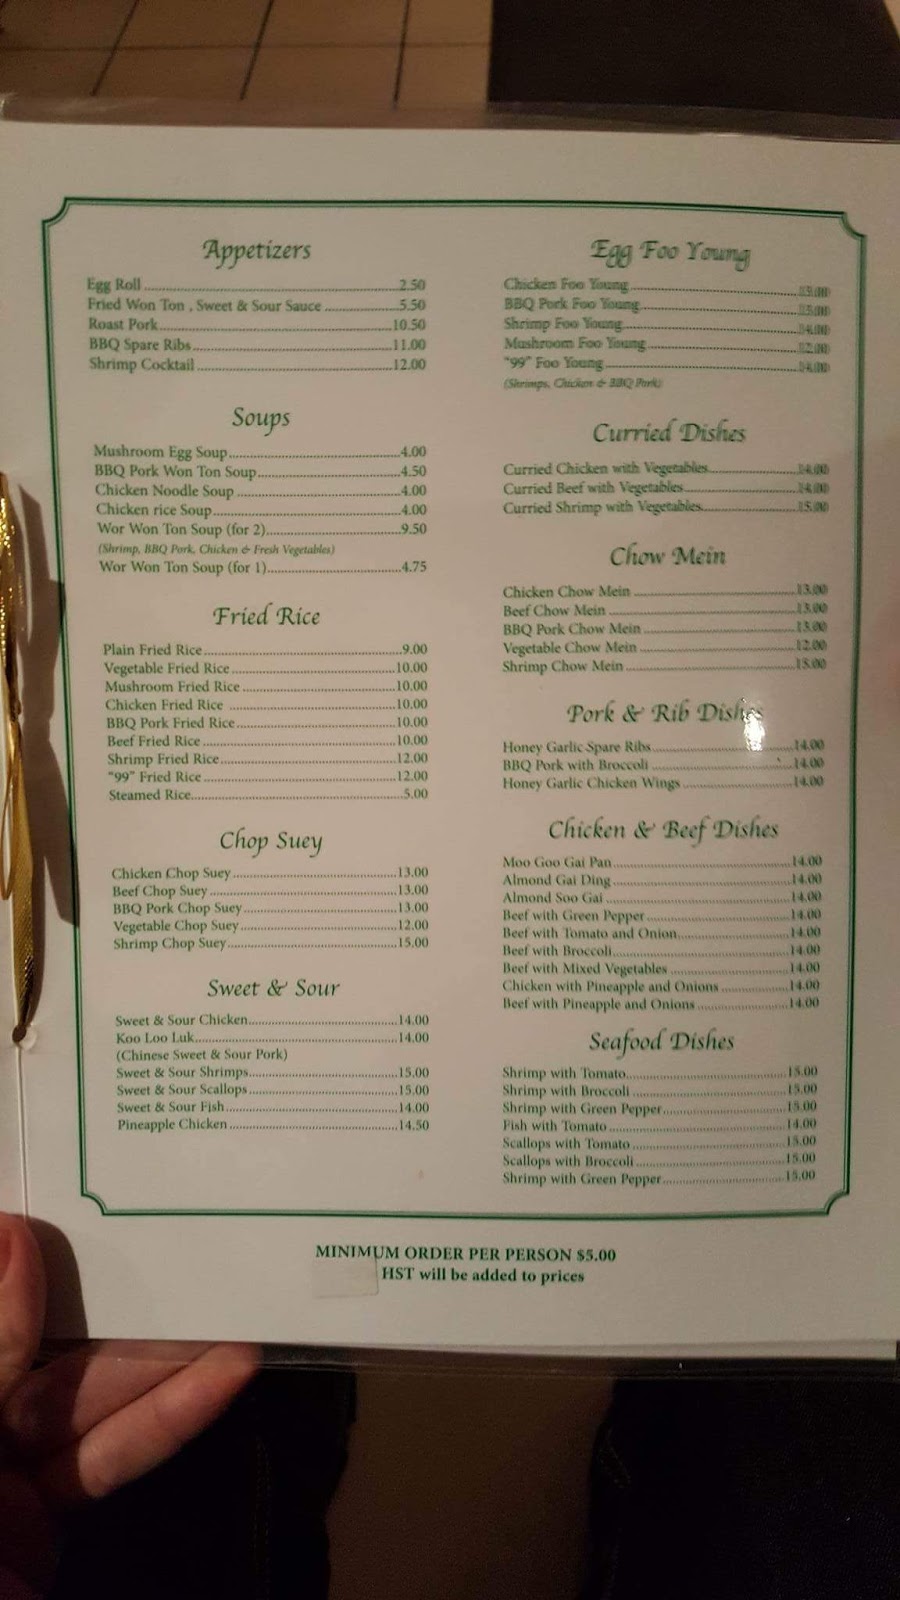 Appetizers
Egg Roll 2.50
Fried Won Ton , Sweet & Sour Sauce 5.50
Roast Pork 10.50
BBQ Spare Ribs 11.00
Shrimp Cocktail 12.00
Soups
Mushroom Egg Soup 4.00
BBQ Pork Won Ton Soup 4.50
Chicken Noodle Soup 4.00
Chicken rice Soup 4.00
Wor Won Ton Soup (for 2) 9.50
(Shrimp, BBQ Pork, Chicken & Fresh Vegetables)
Wor Won Ton Soup (for 1) 4.75
Fried Rice
Plain Fried Rice 9.00
Vegetable Fried Rice 10.00
Mushroom Fried Rice 10.00
Chicken Fried Rice 10.00
BBQ Pork Fried Rice 10.00
Beef Fried Rice 10.00
Shrimp Fried Rice 12.00
"99" Fried Rice 12.00
Steamed Rice 5.00
Chop Suey
Chicken Chop Suey 13.00
Beef Chop Suey 13.00
BBQ Pork Chop Suey 13.00
Vegetable Chop Suey 12.00
Shrimp Chop Suey 15.00
Sweet & Sour
Sweet & Sour Chicken 14.00
Koo Loo Luk 14.00
(Chinese Sweet & Sour Pork)
Sweet & Sour Shrimps 15.00
Sweet & Sour Scallops 15.00
Sweet & Sour Fish 14.00
Pineapple Chicken 14.50
Egg Foo Young
Chicken Foo Young
BBQ Pork Foo Young
Shrimp Foo Young
Mushroom Foo Young
"99" Foo Young
(Shrimps, Chicken & BBQ Pork)
Curried Dishes
Curried Chicken with Vegetables 14.00
Curried Beef with Vegetables 14.00
Curried Shrimp with Vegetables 15.00
Chow Mein
Chicken Chow Mein 13.00
Beef Chow Mein 13.00
BBQ Pork Chow Mein 13.00
Vegetable Chow Mein 12.00
Shrimp Chow Mein 15.00
Pork & Rib Dishes
Honey Garlic Spare Ribs 14.00
BBQ Pork with Broccoli 14.00
Honey Garlic Chicken Wings 14.00
Chicken & Beef Dishes
Moo Goo Gai Pan 14.00
Almond Gai Ding 14.00
Almond Soo Gai 14.00
Beef with Green Pepper 14.00
Beef with Tomato and Onion 14.00
Beef with Broccoli 14.00
Beef with Mixed Vegetables 14.00
Chicken with Pineapple and Onions 14.00
Beef with Pineapple and Onions 14.00
Seafood Dishes
Shrimp with Tomato 15.00
Shrimp with Broccoli 15.00
Shrimp with Green Pepper 15.00
Fish with Tomato 14.00
Scallops with Tomato 15.00
Scallops with Broccoli 15.00
Shrimp with Green Pepper 15.00
MINIMUM ORDER PER PERSON $5.00
HST will be added to prices